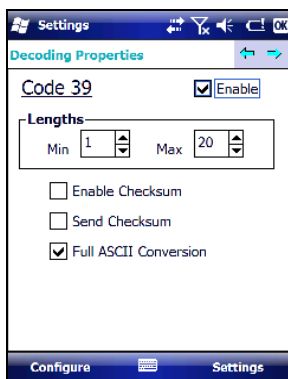 Settings OK
Decoding Properties
Code 39 Enable
Lengths
Min 1 Max 20
Enable Checksum
Send Checksum
Full ASCII Conversion
Configure Settings